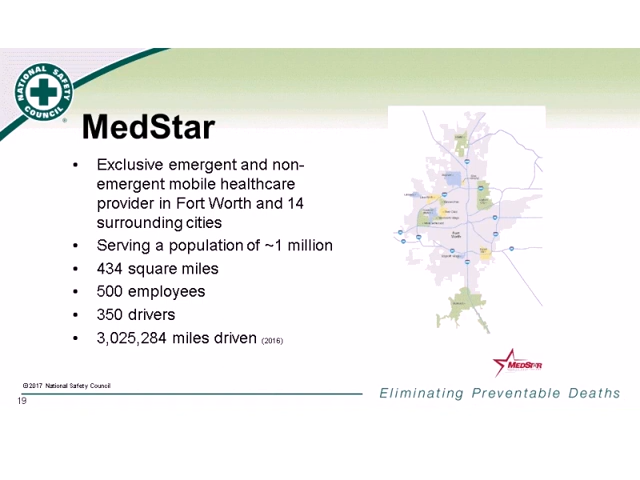 NATIONAL SAFETY
COUNCIL
MedStar
• Exclusive emergent and non-
emergent mobile healthcare
provider in Fort Worth and 14
surrounding cities
• Serving a population of ~1 million
• 434 square miles
• 500 employees
• 350 drivers
• 3,025,284 miles driven (2016)
Fort
Worth
MEDSTAR
©2017 National Safety Council
Eliminating Preventable Deaths
19